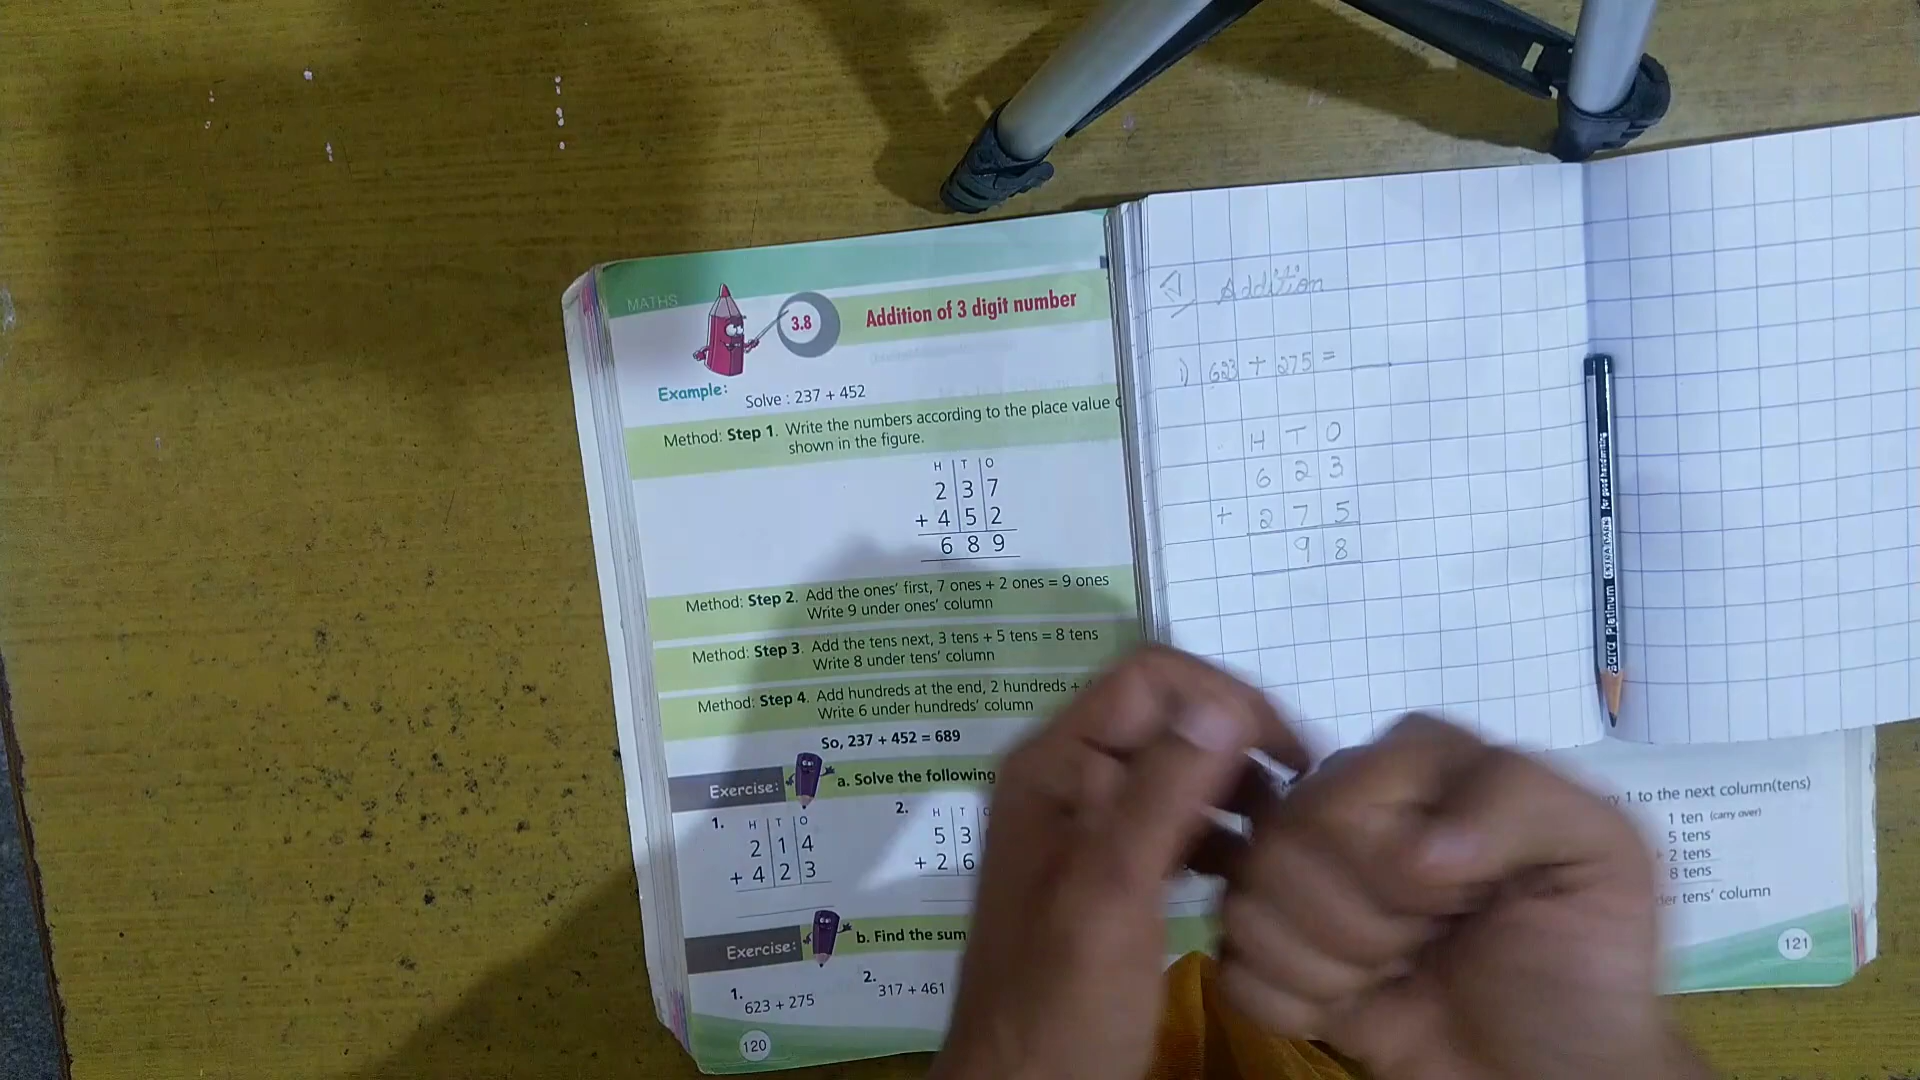 MATHS
3.8
Addition of 3 digit number
Example: Solve : 237 + 452
Method: Step 1. Write the numbers according to the place value
shown in the figure.
H T O
2 3 7
+ 4 5 2
6 8 9
Method: Step 2. Add the ones' first, 7 ones + 2 ones = 9 ones
Write 9 under ones' column
Method: Step 3. Add the tens next, 3 tens + 5 tens = 8 tens
Write 8 under tens' column
Method: Step 4. Add hundreds at the end, 2 hundreds +
Write 6 under hundreds' column
So, 237 + 452 = 689
Exercise: a. Solve the following
1. H T O
2 1 4
+ 4 2 3
2. H T
5 3
+ 2 6
Exercise: b. Find the sum
1. 623 + 275
2. 317 + 461
120
Addition
i) 623 + 275 = ___
H T O
6 2 3
+ 2 7 5
9 8
Platinum EXTRA DARK for good handwriting
1 to the next column(tens)
1 ten (carry over)
5 tens
+ 2 tens
8 tens
tens' column
121